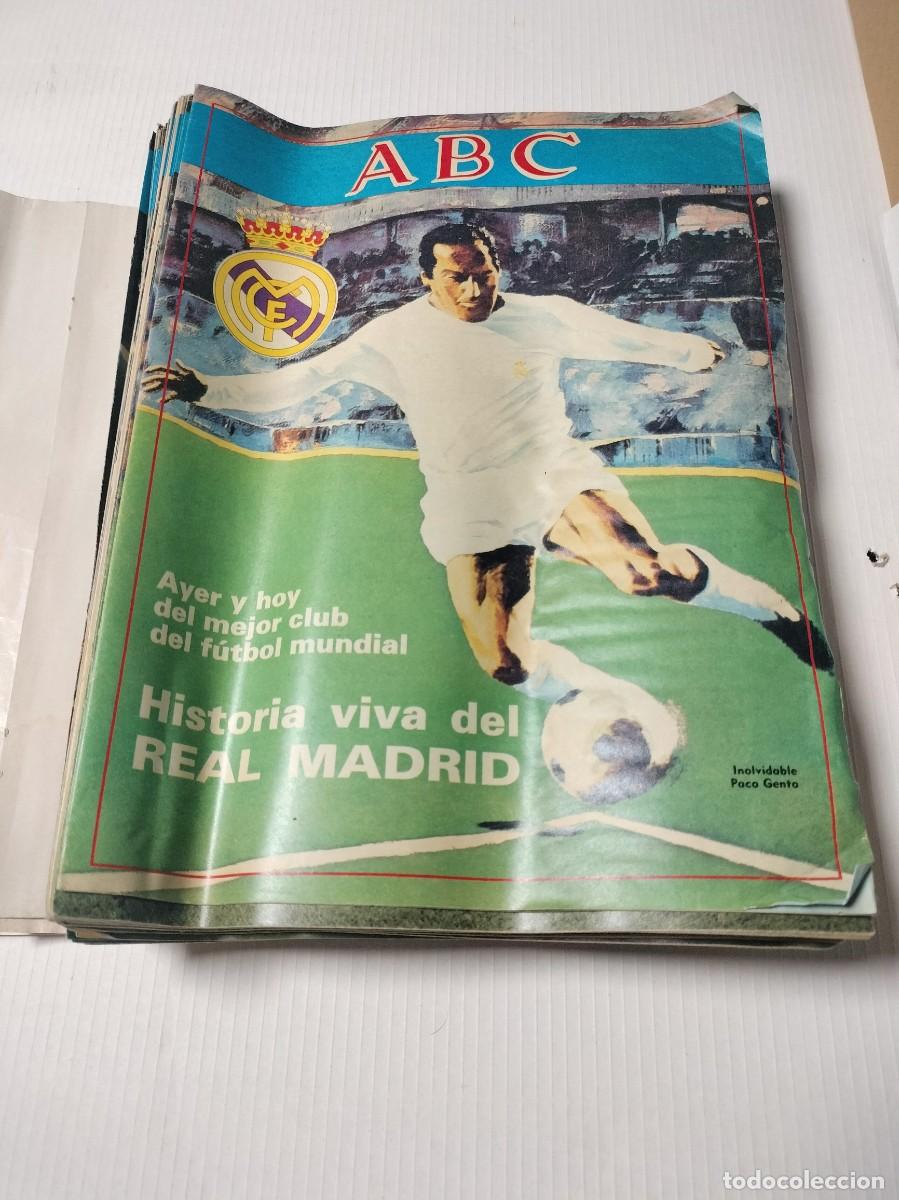 ABC
Ayer y hoy
del mejor club
del fútbol mundial
Historia viva del
REAL MADRID
Inolvidable
Paco Gento
todocoleccion